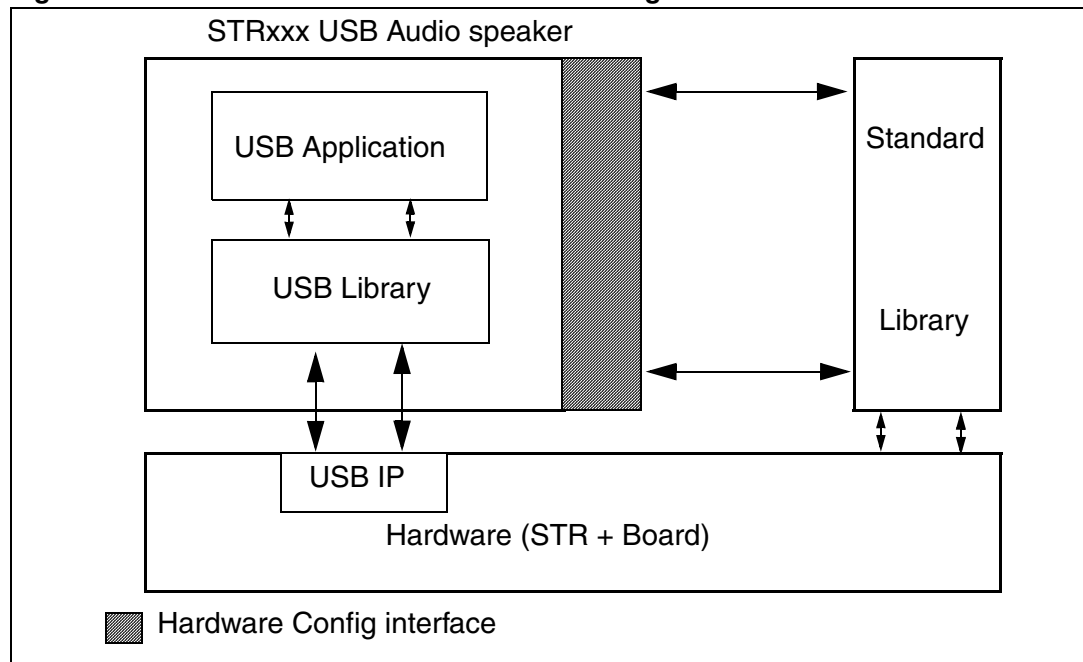 STRxxx USB Audio speaker
USB Application
Standard
USB Library
Library
USB IP
Hardware (STR + Board)
Hardware Config interface